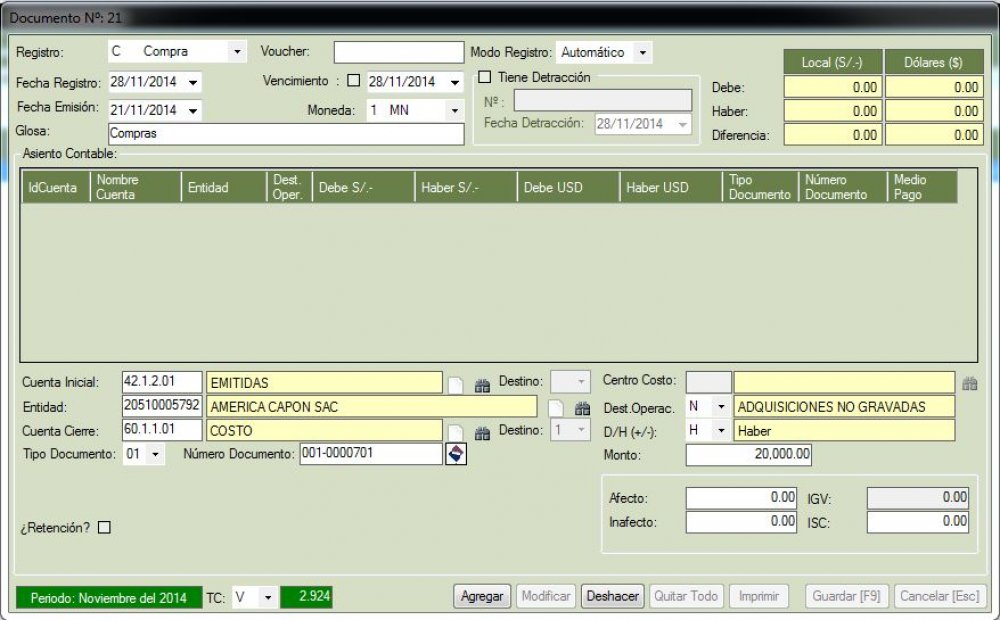 Documento Nº: 21
Registro: C Compra Voucher: Modo Registro: Automático
Local (S/.-) Dólares ($)
Fecha Registro: 28/11/2014 Vencimiento : 28/11/2014 Tiene Detracción
Debe: 0.00 0.00
Nº :
Fecha Emisión: 21/11/2014 Moneda: 1 MN
Haber: 0.00 0.00
Fecha Detracción: 28/11/2014
Glosa: Compras
Diferencia: 0.00 0.00
Asiento Contable:
IdCuenta Nombre Cuenta Entidad Dest. Oper. Debe S/.- Haber S/.- Debe USD Haber USD Tipo Documento Número Documento Medio Pago
Cuenta Inicial: 42.1.2.01 EMITIDAS Destino: Centro Costo:
Entidad: 20510005792 AMERICA CAPON SAC Dest.Operac. N ADQUISICIONES NO GRAVADAS
Cuenta Cierre: 60.1.1.01 COSTO Destino: 1 D/H (+/-): H Haber
Tipo Documento: 01 Número Documento: 001-0000701 Monto: 20,000.00
Afecto: 0.00 IGV: 0.00
Inafecto: 0.00 ISC: 0.00
¿Retención?
Periodo: Noviembre del 2014 TC: V 2.924 Agregar Modificar Deshacer Quitar Todo Imprimir Guardar [F9] Cancelar [Esc]